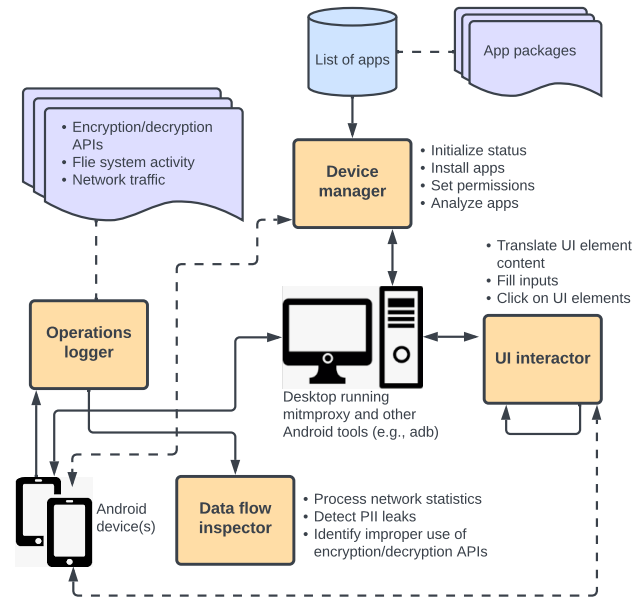 List of apps
App packages
• Encryption/decryption
APIs
• Flie system activity
• Network traffic
Device
manager
• Initialize status
• Install apps
• Set permissions
• Analyze apps
• Translate UI element
content
• Fill inputs
• Click on UI elements
Operations
logger
UI interactor
Desktop running
mitmproxy and other
Android tools (e.g., adb)
Android
device(s)
Data flow
inspector
• Process network statistics
• Detect PII leaks
• Identify improper use of
encryption/decryption APIs